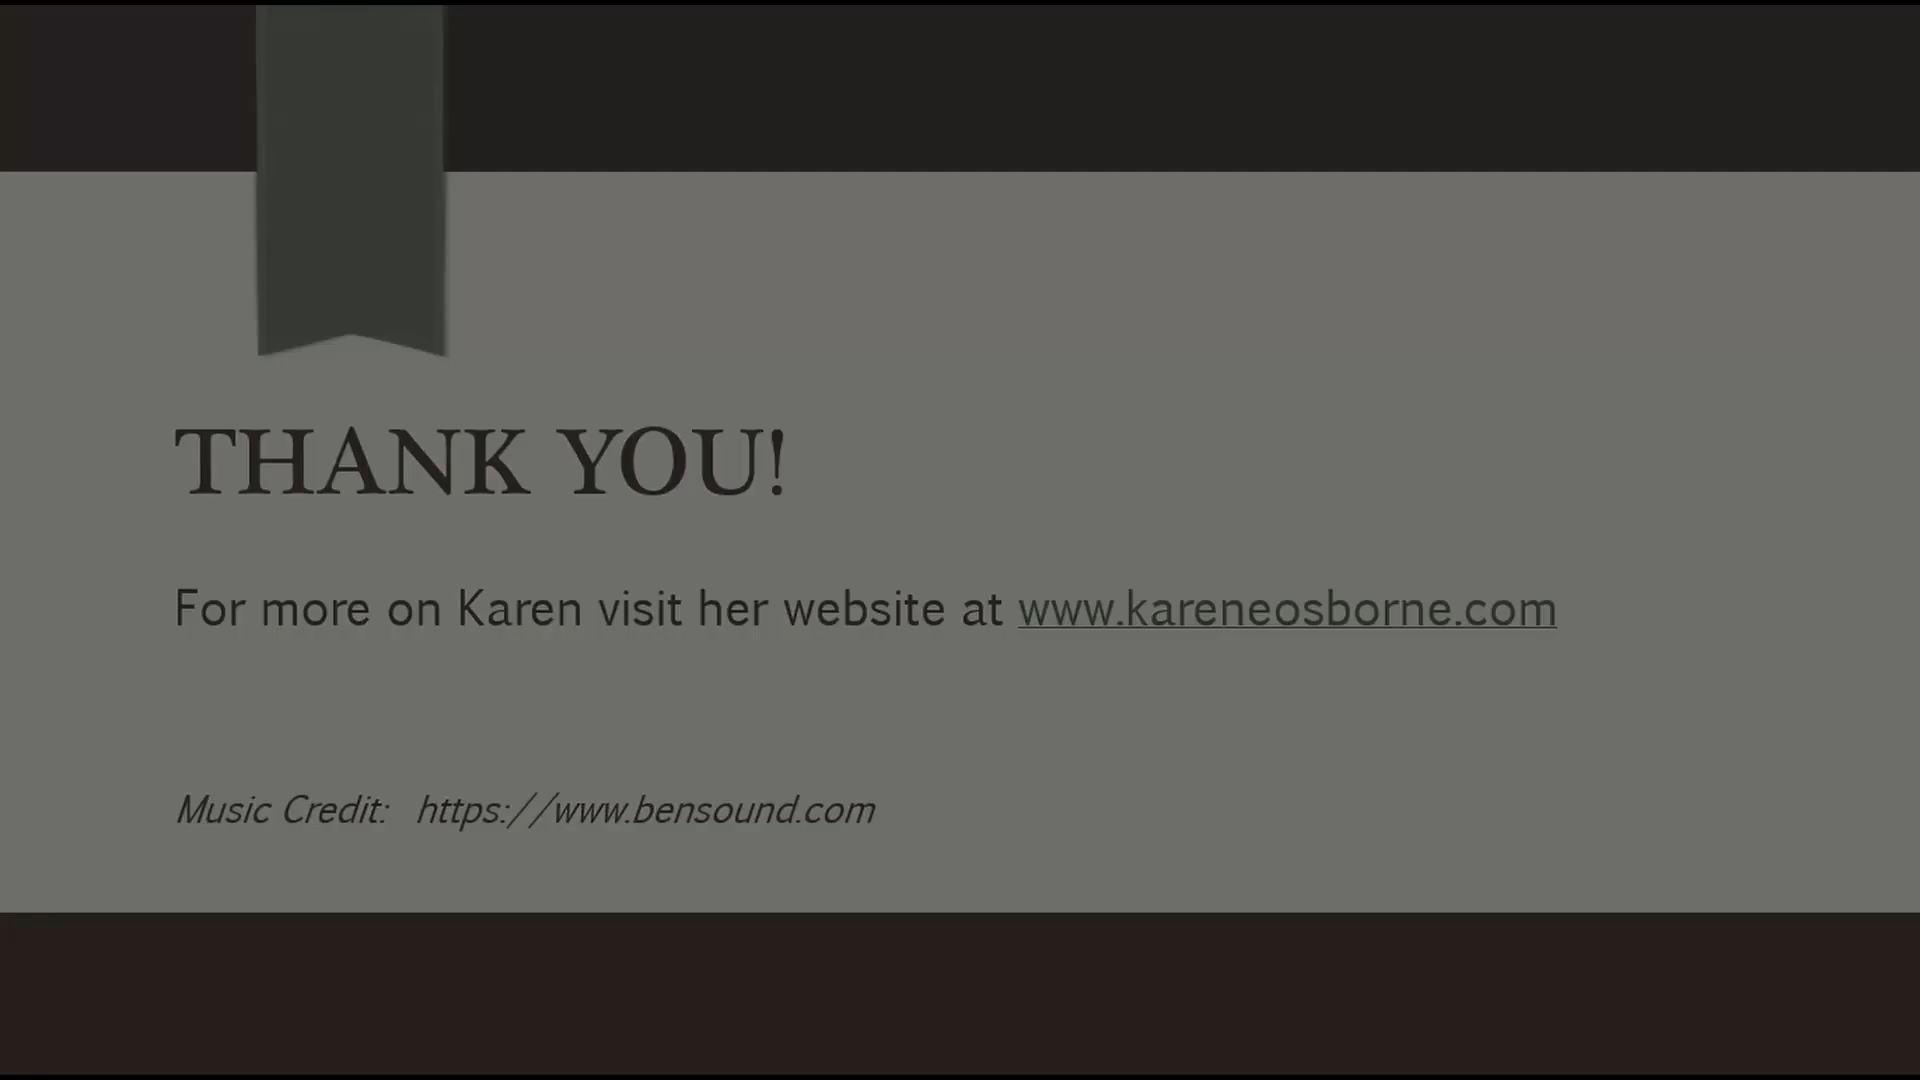 THANK YOU!
For more on Karen visit her website at www.kareneosborne.com
Music Credit: https://www.bensound.com